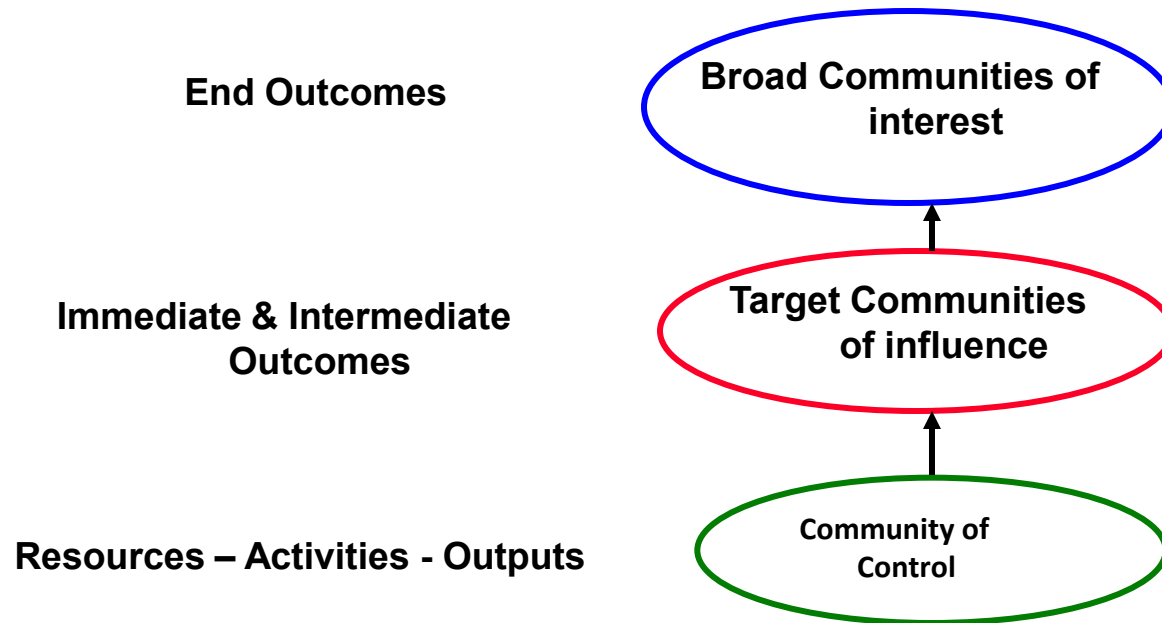 End Outcomes
Broad Communities of
interest
Immediate & Intermediate
Outcomes
Target Communities
of influence
Resources – Activities - Outputs
Community of
Control